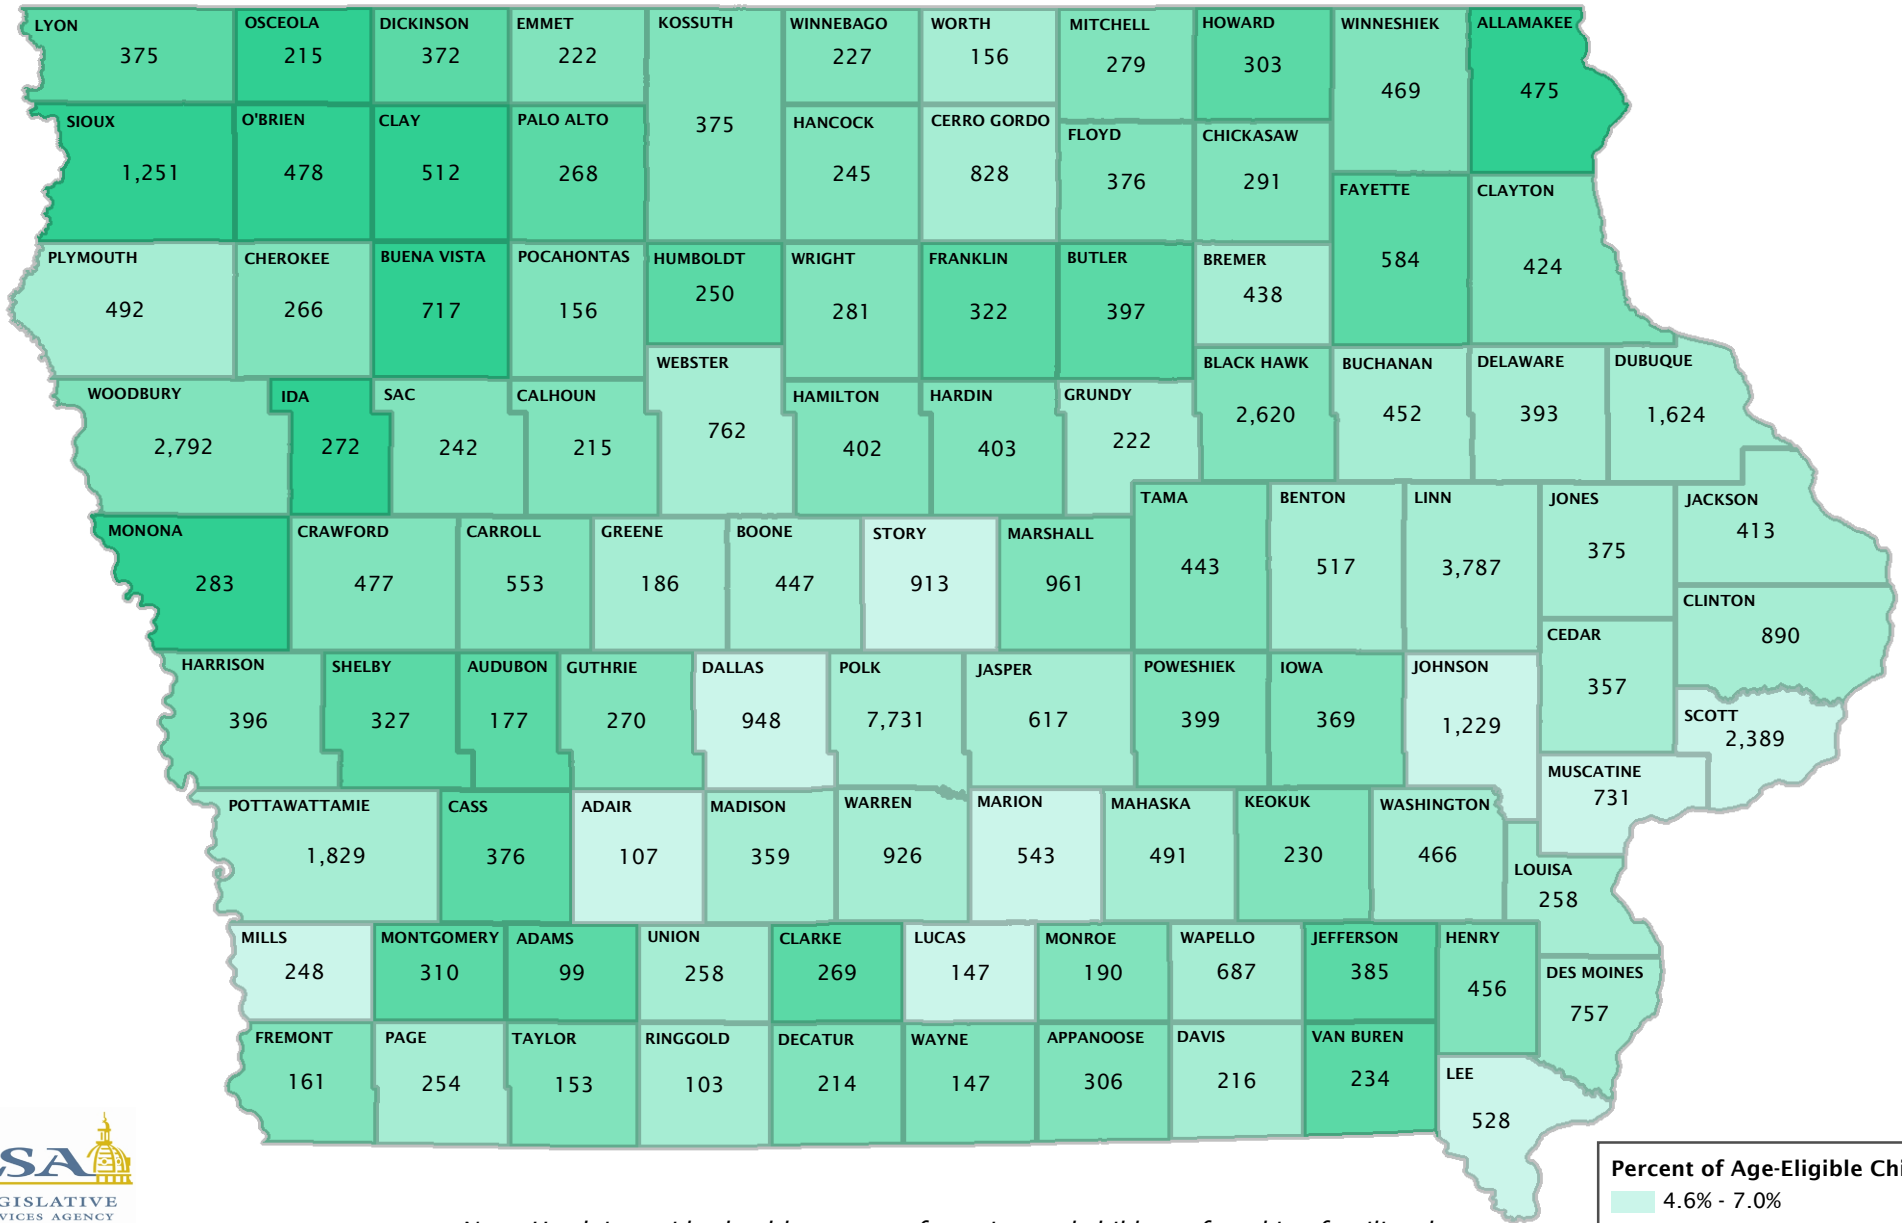 LYON
375
OSCEOLA
215
DICKINSON
372
EMMET
222
KOSSUTH
375
WINNEBAGO
227
WORTH
156
MITCHELL
279
HOWARD
303
WINNESHIEK
469
ALLAMAKEE
475
SIOUX
1,251
O'BRIEN
478
CLAY
512
PALO ALTO
268
HANCOCK
245
CERRO GORDO
828
FLOYD
376
CHICKASAW
291
FAYETTE
584
CLAYTON
424
PLYMOUTH
492
CHEROKEE
266
BUENA VISTA
717
POCAHONTAS
156
HUMBOLDT
250
WRIGHT
281
FRANKLIN
322
BUTLER
397
BREMER
438
WOODBURY
2,792
IDA
272
SAC
242
CALHOUN
215
WEBSTER
762
HAMILTON
402
HARDIN
403
GRUNDY
222
BLACK HAWK
2,620
BUCHANAN
452
DELAWARE
393
DUBUQUE
1,624
MONONA
283
CRAWFORD
477
CARROLL
553
GREENE
186
BOONE
447
STORY
913
MARSHALL
961
TAMA
443
BENTON
517
LINN
3,787
JONES
375
JACKSON
413
CLINTON
890
CEDAR
357
HARRISON
396
SHELBY
327
AUDUBON
177
GUTHRIE
270
DALLAS
948
POLK
7,731
JASPER
617
POWESHIEK
399
IOWA
369
JOHNSON
1,229
SCOTT
2,389
MUSCATINE
731
POTTAWATTAMIE
1,829
CASS
376
ADAIR
107
MADISON
359
WARREN
926
MARION
543
MAHASKA
491
KEOKUK
230
WASHINGTON
466
LOUISA
258
MILLS
248
MONTGOMERY
310
ADAMS
99
UNION
258
CLARKE
269
LUCAS
147
MONROE
190
WAPELLO
687
JEFFERSON
385
HENRY
456
DES MOINES
757
FREMONT
161
PAGE
254
TAYLOR
153
RINGGOLD
103
DECATUR
214
WAYNE
147
APPANOOSE
306
DAVIS
216
VAN BUREN
234
LEE
528
SA
GISLATIVE
VICES AGENCY
Percent of Age-Eligible Chi
4.6% - 7.0%